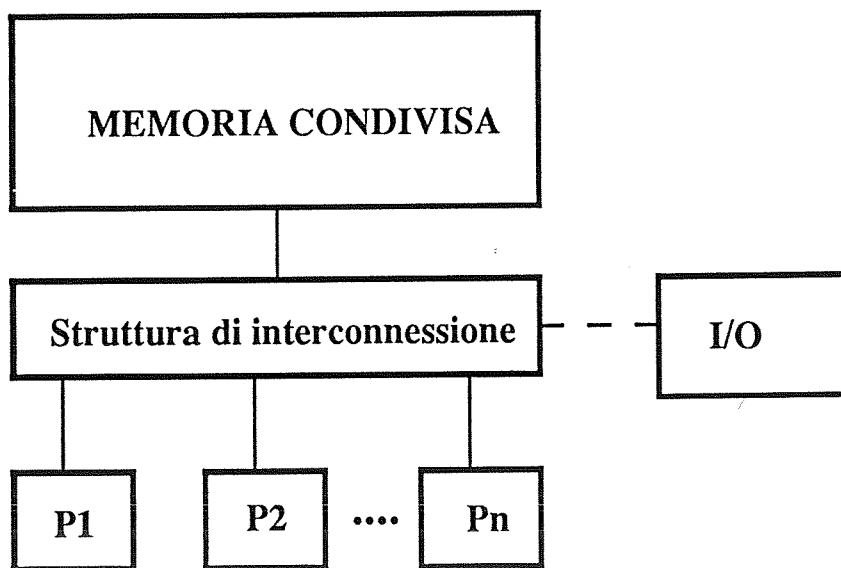 MEMORIA CONDIVISA
Struttura di interconnessione
I/O
P1
P2
....
Pn